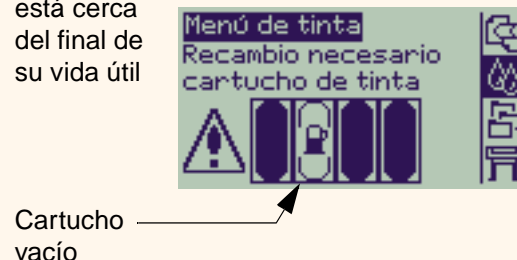 está cerca
del final de
su vida útil
Menú de tinta
Recambio necesario
cartucho de tinta
Cartucho
vacío